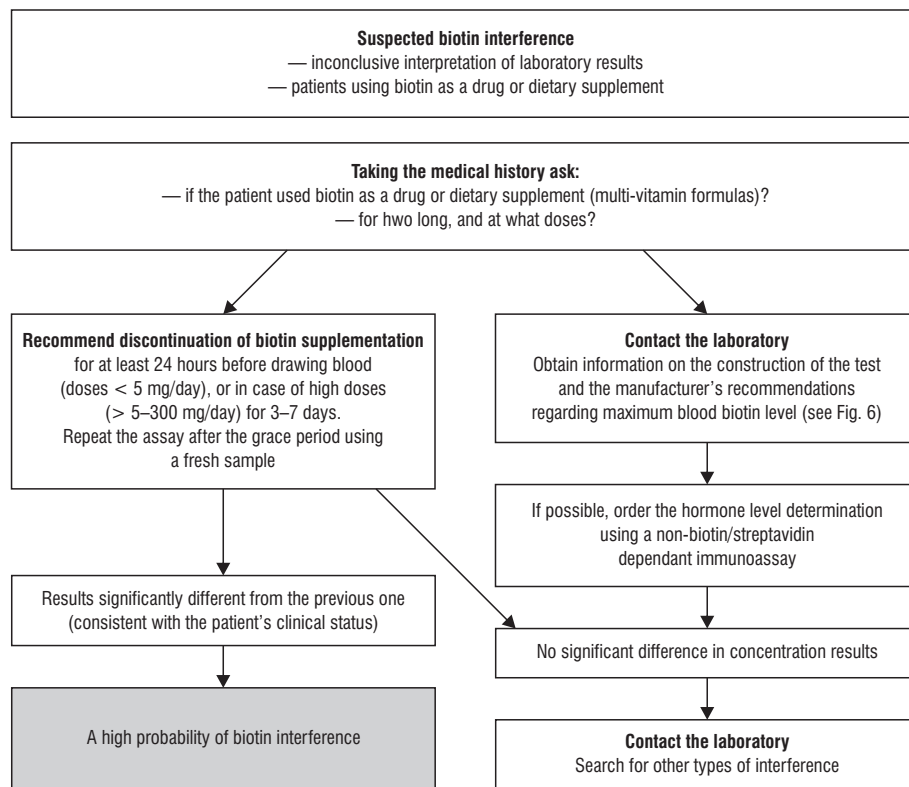 Suspected biotin interference
— inconclusive interpretation of laboratory results
— patients using biotin as a drug or dietary supplement
Taking the medical history ask:
— if the patient used biotin as a drug or dietary supplement (multi-vitamin formulas)?
— for hwo long, and at what doses?
Recommend discontinuation of biotin supplementation
for at least 24 hours before drawing blood
(doses < 5 mg/day), or in case of high doses
(> 5–300 mg/day) for 3–7 days.
Repeat the assay after the grace period using
a fresh sample
Contact the laboratory
Obtain information on the construction of the test
and the manufacturer's recommendations
regarding maximum blood biotin level (see Fig. 6)
If possible, order the hormone level determination
using a non-biotin/streptavidin
dependant immunoassay
Results significantly different from the previous one
(consistent with the patient's clinical status)
No significant difference in concentration results
A high probability of biotin interference
Contact the laboratory
Search for other types of interference